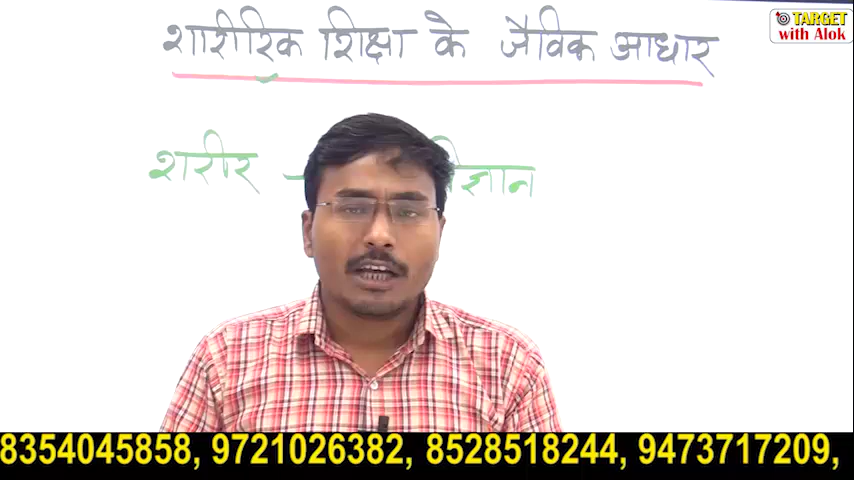 शारीरिक शिक्षा के जैविक आधार
TARGET
with Alok
शरीर –
8354045858, 9721026382, 8528518244, 9473717209,